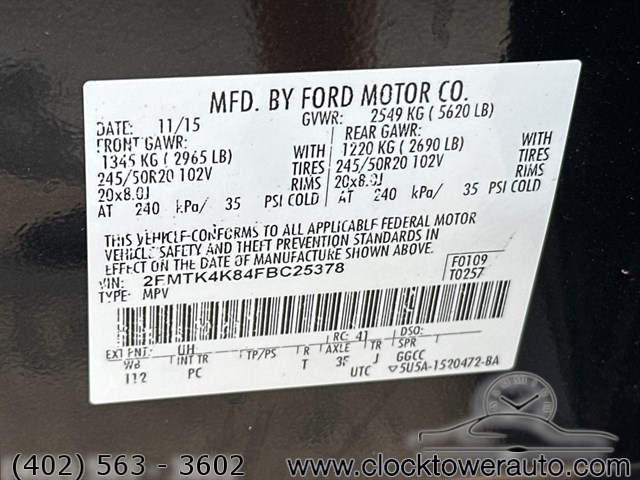 MFD. BY FORD MOTOR CO.
DATE: 11/15 GVWR: 2549 KG ( 5620 LB)
FRONT GAWR: REAR GAWR:
1345 KG ( 2965 LB) WITH 1220 KG ( 2690 LB) WITH
245/50R20 102V TIRES 245/50R20 102V TIRES
20x8.0J RIMS 20x8.0J RIMS
AT 240 kPa/ 35 PSI COLD AT 240 kPa/ 35 PSI COLD
THIS VEHICLE CONFORMS TO ALL APPLICABLE FEDERAL MOTOR
VEHICLE SAFETY AND THEFT PREVENTION STANDARDS IN
EFFECT ON THE DATE OF MANUFACTURE SHOWN ABOVE.
VIN: 2FMTK4K84FBC25378 F0109
TYPE: MPV T0257
EXT PNT: UH RC: 41 DSO:
WB INT TR TP/PS R AXLE TR SPR
112 PC T 3F J GGCC
UTC ▽5U5A-1520472-BA
(402) 563 - 3602 www.clocktowerauto.com